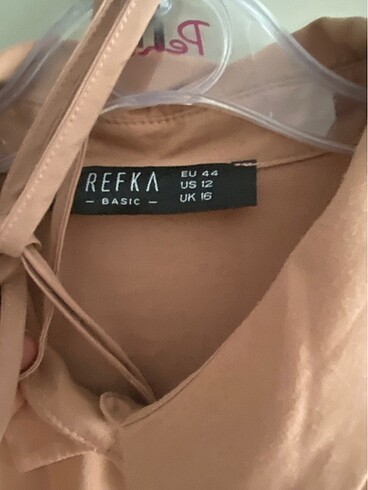 REFKA
— BASIC —
EU 44
US 12
UK 16